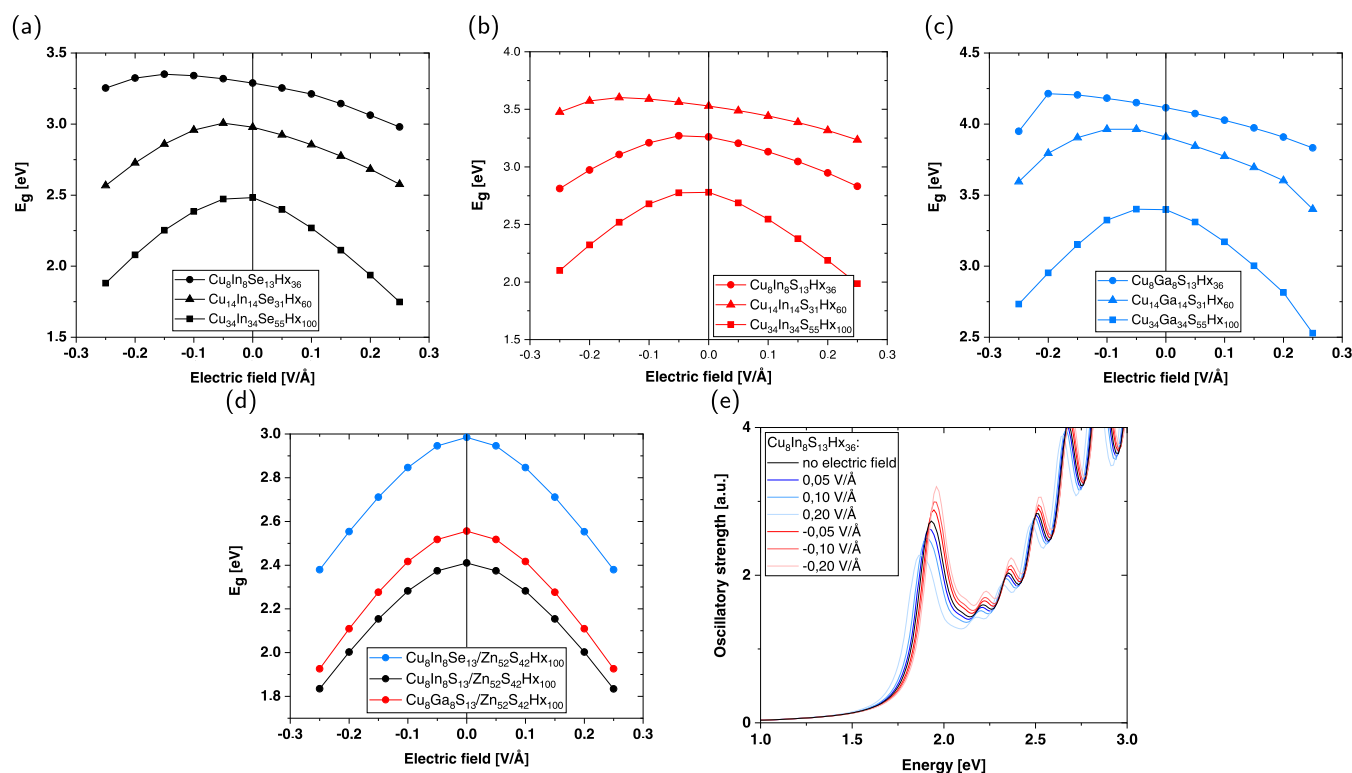 (a)
3.5
3.0
2.5
2.0
1.5
E_g [eV]
-0.3 -0.2 -0.1 0.0 0.1 0.2 0.3
Electric field [V/Å]
Cu₈In₈Se₁₃Hx₃₆
Cu₁₄In₁₄Se₃₁Hx₆₀
Cu₃₄In₃₄Se₅₅Hx₁₀₀
(b)
4.0
3.5
3.0
2.5
2.0
1.5
E_g [eV]
-0.3 -0.2 -0.1 0.0 0.1 0.2 0.3
Electric field [V/Å]
Cu₈In₈S₁₃Hx₃₆
Cu₁₄In₁₄S₃₁Hx₆₀
Cu₃₄In₃₄S₅₅Hx₁₀₀
(c)
4.5
4.0
3.5
3.0
2.5
E_g [eV]
-0.3 -0.2 -0.1 0.0 0.1 0.2 0.3
Electric field [V/Å]
Cu₈Ga₈S₁₃Hx₃₆
Cu₁₄Ga₁₄S₃₁Hx₆₀
Cu₃₄Ga₃₄S₅₅Hx₁₀₀
(d)
3.0
2.8
2.6
2.4
2.2
2.0
1.8
E_g [eV]
-0.3 -0.2 -0.1 0.0 0.1 0.2 0.3
Electric field [V/Å]
Cu₈In₈Se₁₃/Zn₅₂S₄₂Hx₁₀₀
Cu₈In₈S₁₃/Zn₅₂S₄₂Hx₁₀₀
Cu₈Ga₈S₁₃/Zn₅₂S₄₂Hx₁₀₀
(e)
4
2
0
Oscillatory strength [a.u.]
Cu₈In₈S₁₃Hx₃₆:
no electric field
0,05 V/Å
0,10 V/Å
0,20 V/Å
-0,05 V/Å
-0,10 V/Å
-0,20 V/Å
1.0 1.5 2.0 2.5 3.0
Energy [eV]